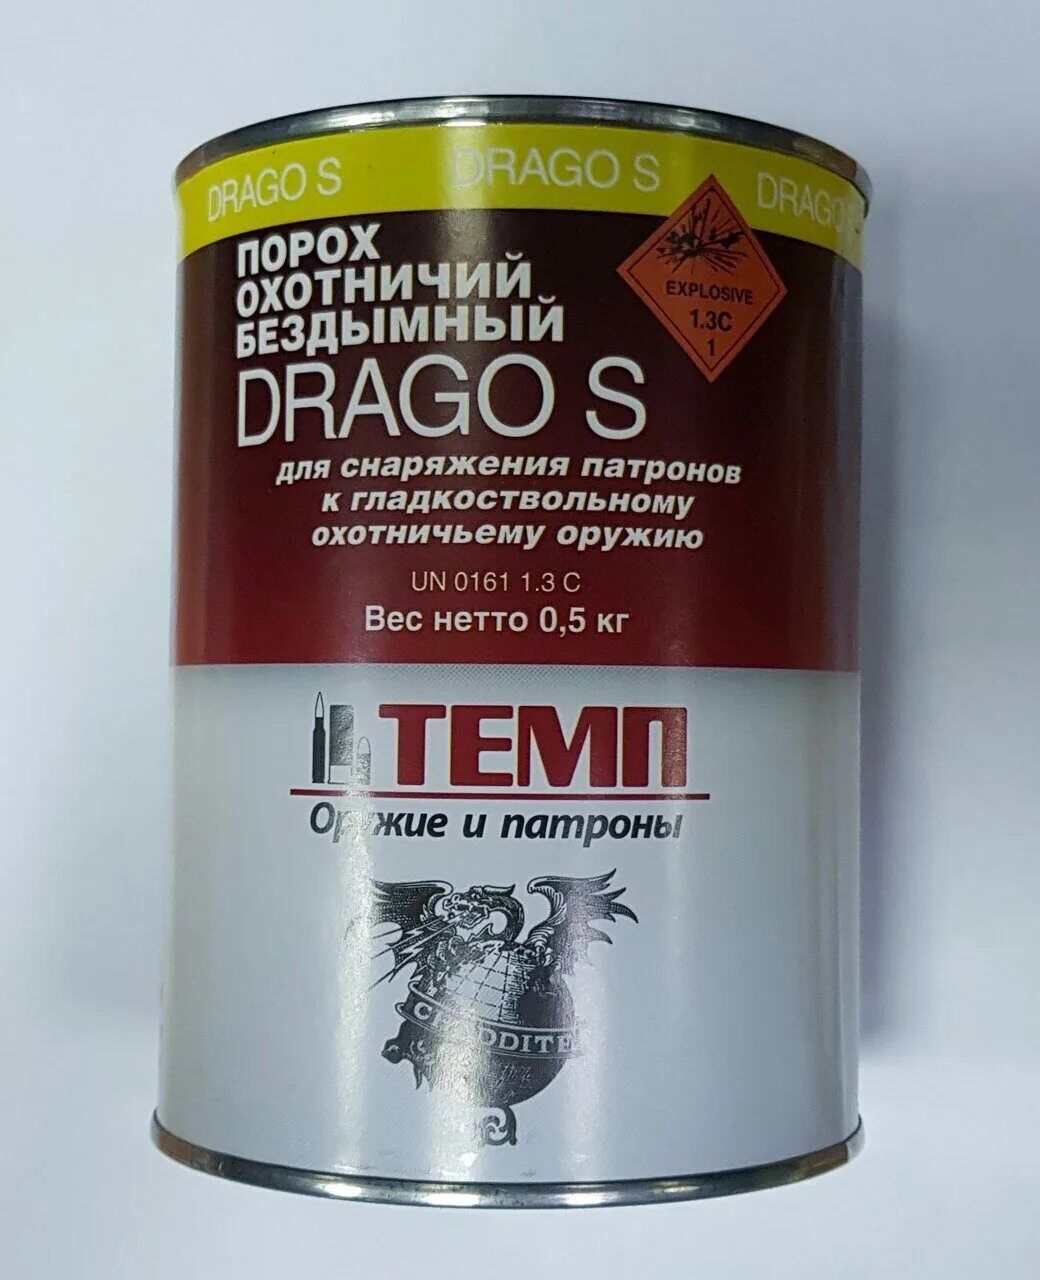 DRAGO S DRAGO S DRAGO S
ПОРОХ
ОХОТНИЧИЙ
БЕЗДЫМНЫЙ
DRAGO S
EXPLOSIVE
1.3C
1
для снаряжения патронов
к гладкоствольному
охотничьему оружию
UN 0161 1.3 C
Вес нетто 0,5 кг
ТЕМП
Оружие и патроны